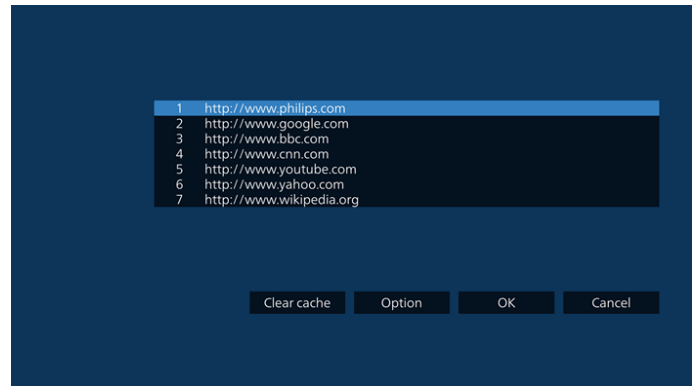 1 http://www.philips.com
2 http://www.google.com
3 http://www.bbc.com
4 http://www.cnn.com
5 http://www.youtube.com
6 http://www.yahoo.com
7 http://www.wikipedia.org
Clear cache Option OK Cancel